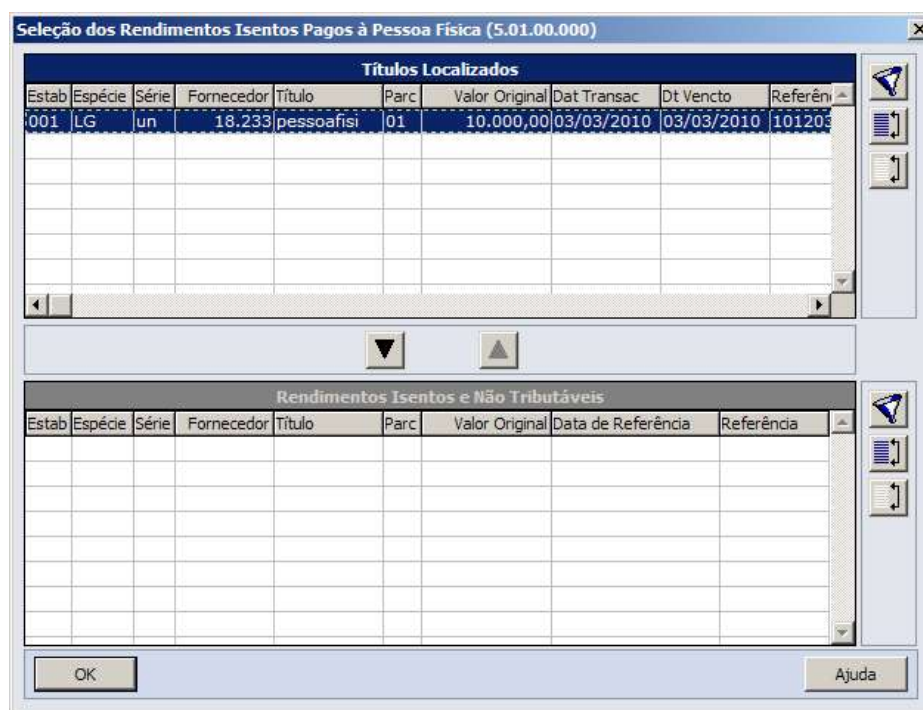 Seleção dos Rendimentos Isentos Pagos à Pessoa Física (5.01.00.000)
Títulos Localizados
Estab Espécie Série Fornecedor Título Parc Valor Original Dat Transac Dt Vencto Referên
001 LG un 18.233 pessoafisi 01 10.000,00 03/03/2010 03/03/2010 101203
Rendimentos Isentos e Não Tributáveis
Estab Espécie Série Fornecedor Título Parc Valor Original Data de Referência Referência
OK Ajuda